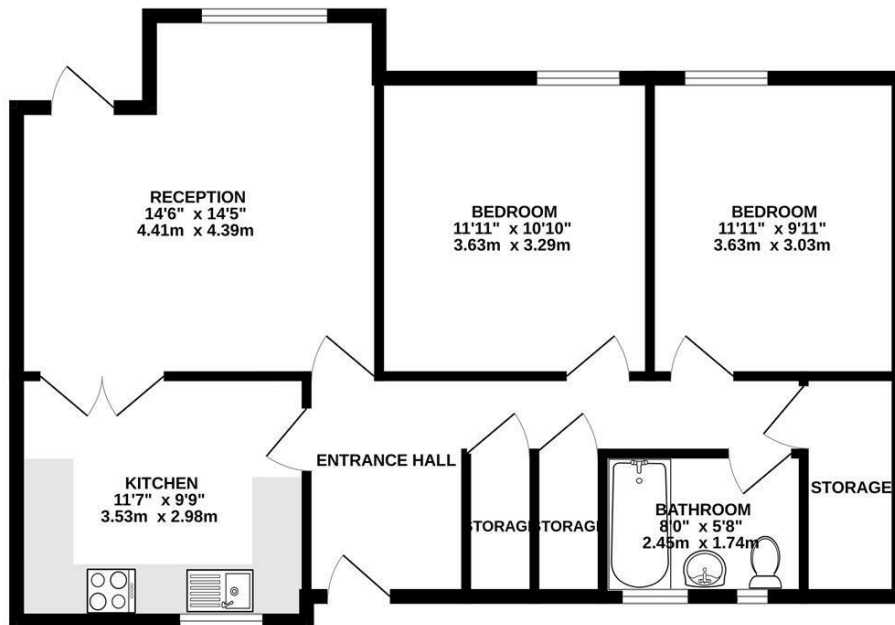 RECEPTION
14'6" x 14'5"
4.41m x 4.39m
BEDROOM
11'11" x 10'10"
3.63m x 3.29m
BEDROOM
11'11" x 9'11"
3.63m x 3.03m
KITCHEN
11'7" x 9'9"
3.53m x 2.98m
ENTRANCE HALL
STORAGE
STORAGE
BATHROOM
8'0" x 5'8"
2.45m x 1.74m
STORAGE